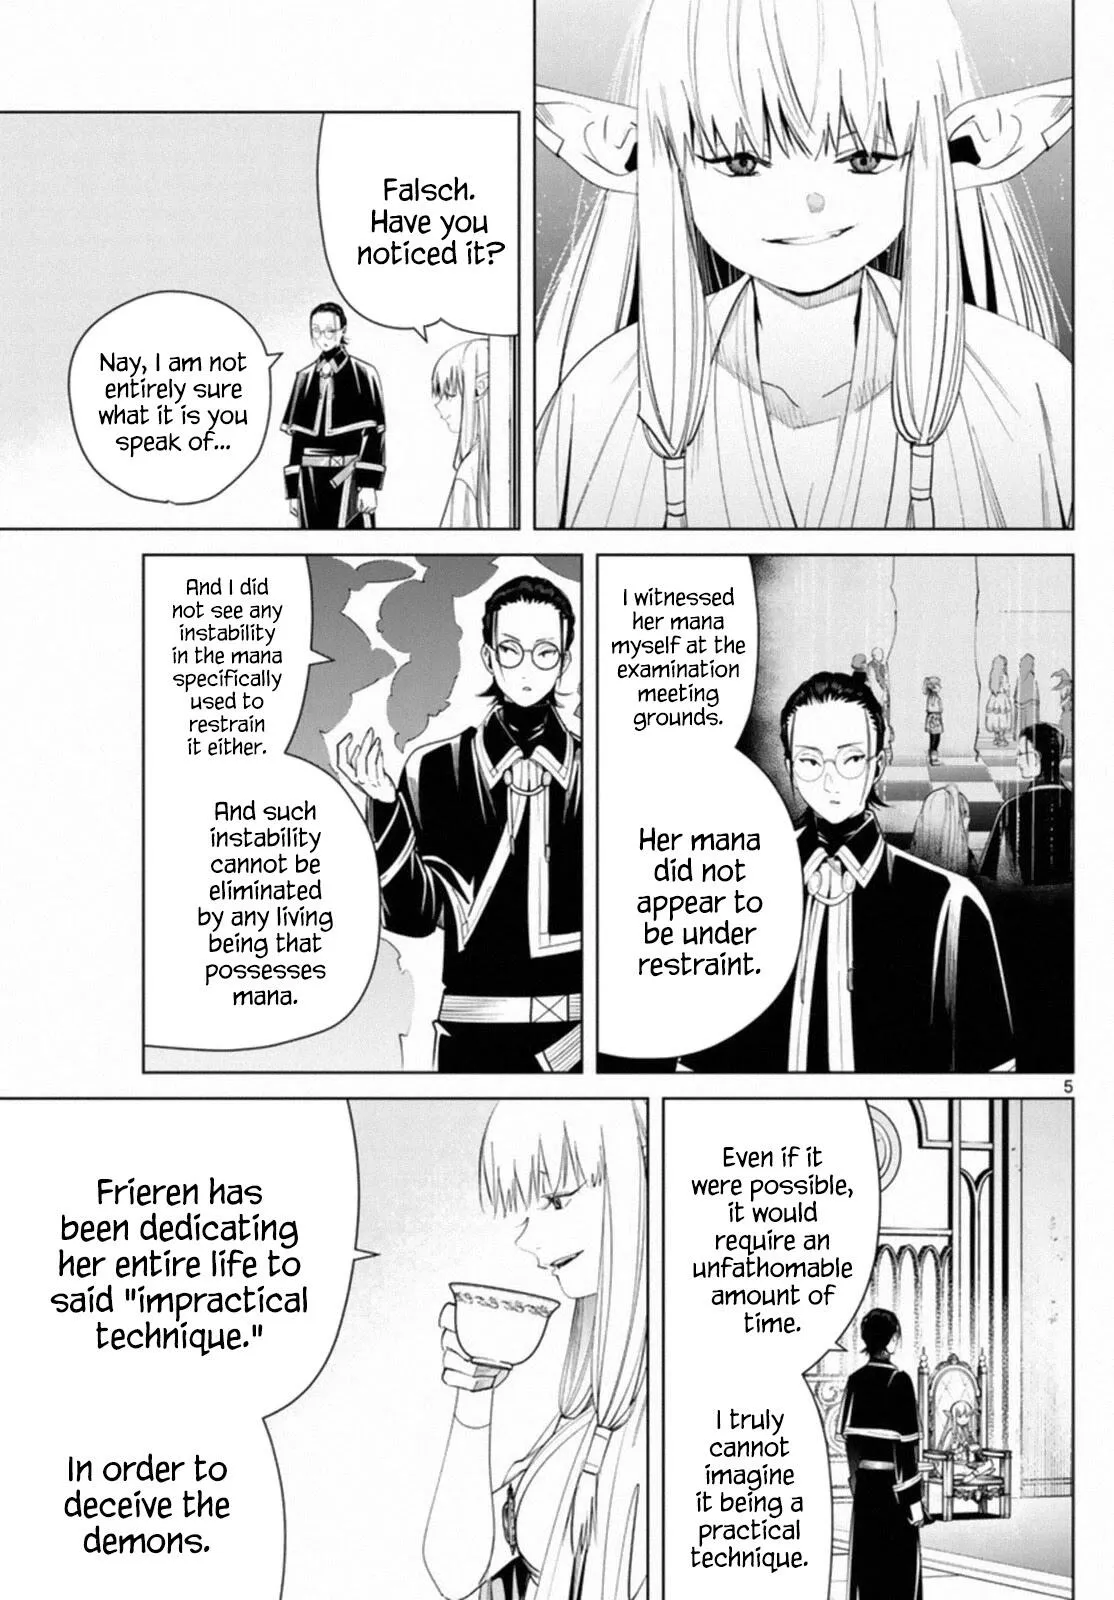 Falsch.
Have you
noticed it?
Nay, I am not
entirely sure
what it is you
speak of...
I witnessed
her mana
myself at the
examination
meeting
grounds.
Her mana
did not
appear to
be under
restraint.
And I did
not see any
instability
in the mana
specifically
used to
restrain
it either.
And such
instability
cannot be
eliminated
by any living
being that
possesses
mana.
5
Even if it
were possible,
it would
require an
unfathomable
amount of
time.
I truly
cannot
imagine
it being a
practical
technique.
Frieren has
been dedicating
her entire life to
said "impractical
technique."
In order to
deceive the
demons.